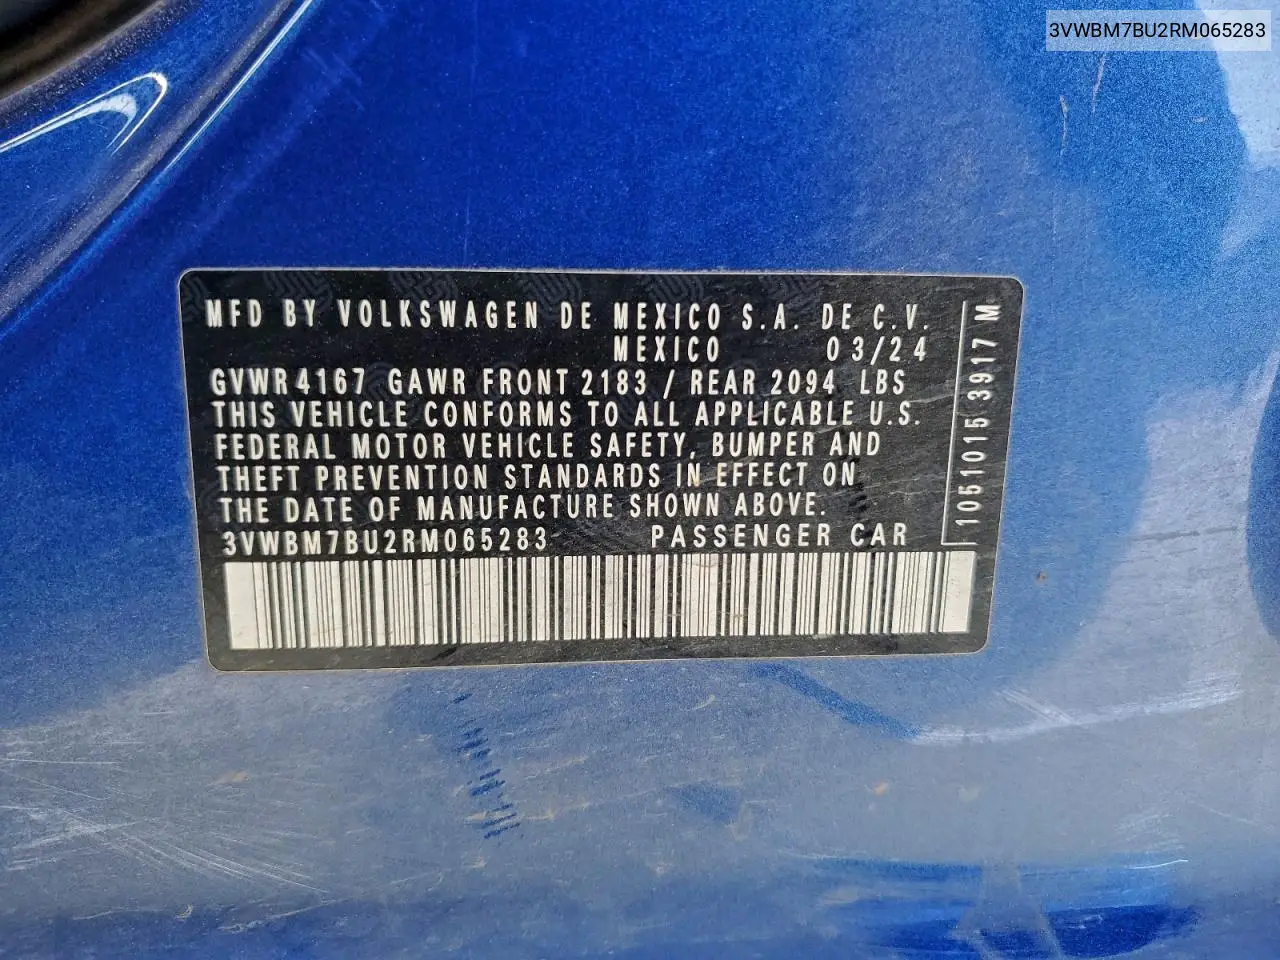 3VWBM7BU2RM065283
MFD BY VOLKSWAGEN DE MEXICO S.A. DE C.V.
MEXICO 03/24
GVWR 4167 GAWR FRONT 2183 / REAR 2094 LBS
THIS VEHICLE CONFORMS TO ALL APPLICABLE U.S.
FEDERAL MOTOR VEHICLE SAFETY, BUMPER AND
THEFT PREVENTION STANDARDS IN EFFECT ON
THE DATE OF MANUFACTURE SHOWN ABOVE.
3VWBM7BU2RM065283 PASSENGER CAR
1051015 3917 M